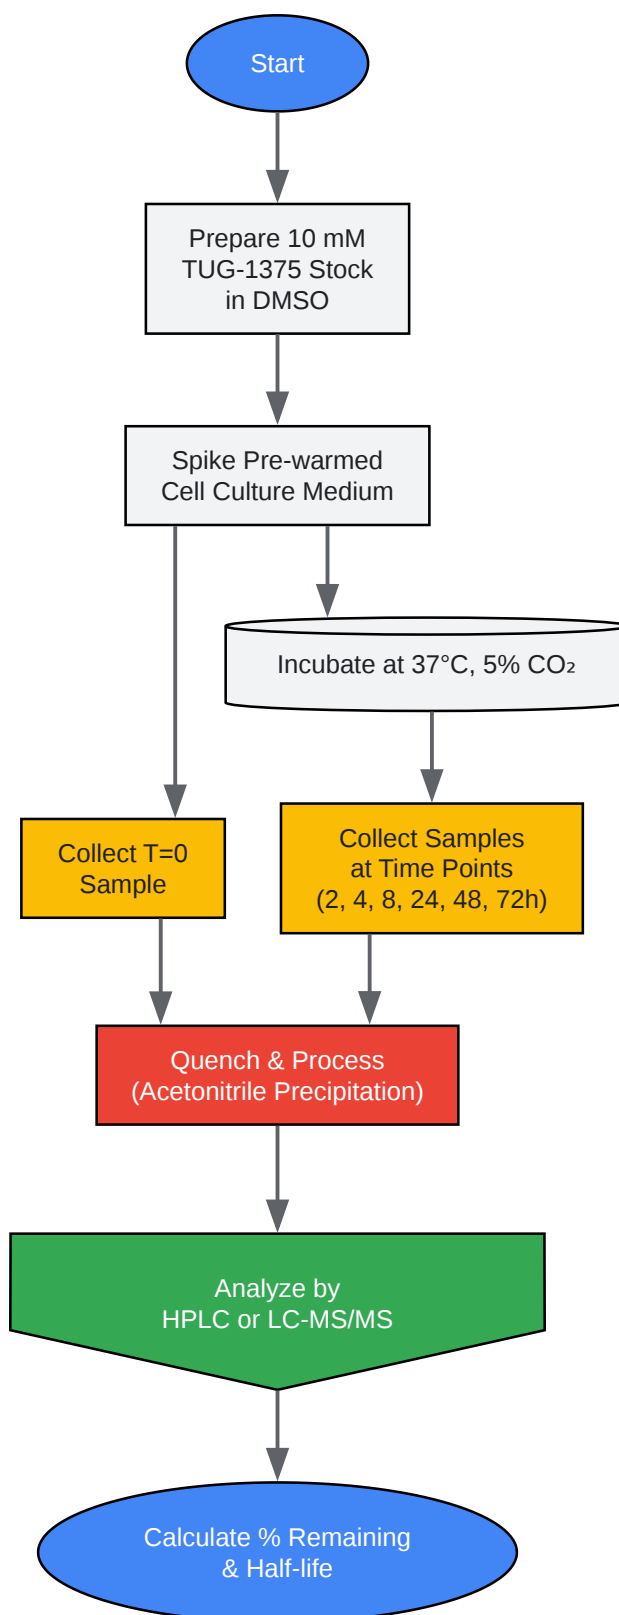 Start
Prepare 10 mM
TUG-1375 Stock
in DMSO
Spike Pre-warmed
Cell Culture Medium
Incubate at 37°C, 5% CO₂
Collect T=0
Sample
Collect Samples
at Time Points
(2, 4, 8, 24, 48, 72h)
Quench & Process
(Acetonitrile Precipitation)
Analyze by
HPLC or LC-MS/MS
Calculate % Remaining
& Half-life